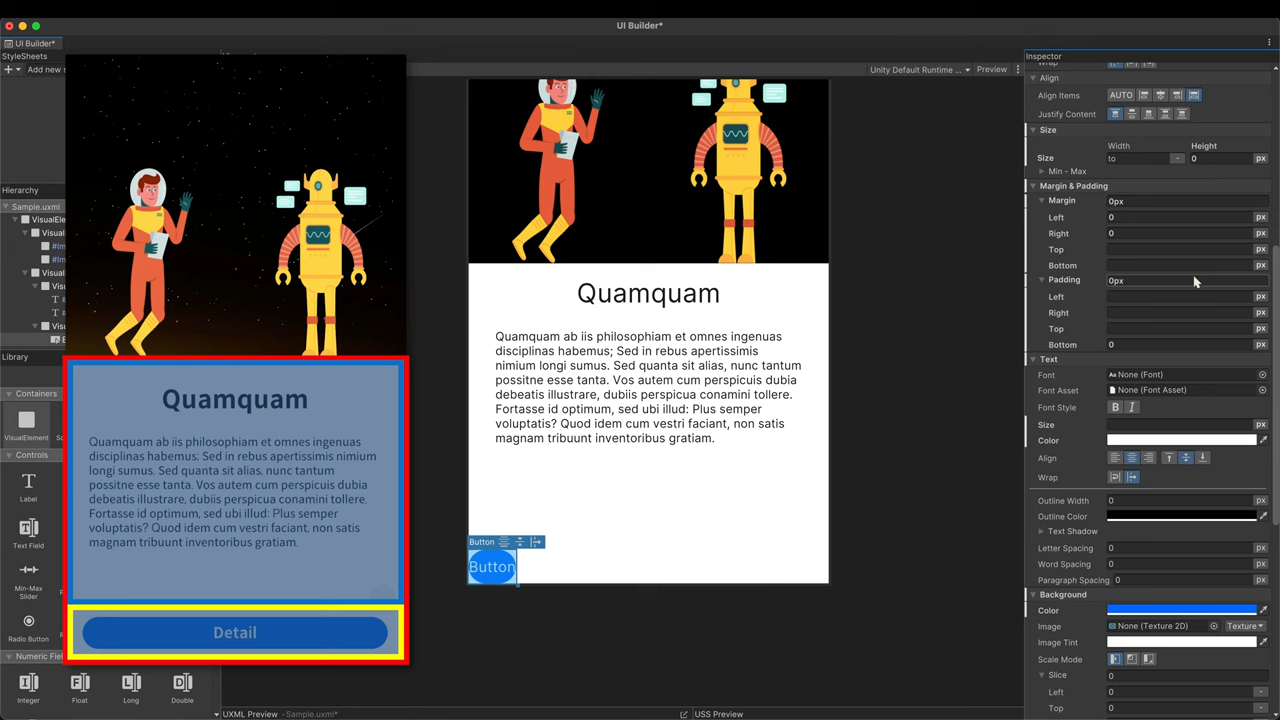 UI Builder*
UI Builder*
StyleSheets
Add new s
Unity Default Runtime ...
Preview
Hierarchy
Sample.uxml
VisualElem
Visual
#Im
#Im
Visual
Visu
T
T
Visu
Library
Containers
VisualElement
Controls
Label
Text Field
Min-Max
Slider
Radio Button
Numeric Fiel
Integer
Float
Long
Double
Quamquam
Quamquam ab iis philosophiam et omnes ingenuas
disciplinas habemus; Sed in rebus apertissimis nimium
longi sumus. Sed quanta sit alias, nunc tantum
possitne esse tanta. Vos autem cum perspicuis dubia
debeatis illustrare, dubiis perspicua conamini tollere.
Fortasse id optimum, sed ubi illud: Plus semper
voluptatis? Quod idem cum vestri faciant, non satis
magnam tribuunt inventoribus gratiam.
Detail
Quamquam
Quamquam ab iis philosophiam et omnes ingenuas
disciplinas habemus; Sed in rebus apertissimis
nimium longi sumus. Sed quanta sit alias, nunc tantum
possitne esse tanta. Vos autem cum perspicuis dubia
debeatis illustrare, dubiis perspicua conamini tollere.
Fortasse id optimum, sed ubi illud: Plus semper
voluptatis? Quod idem cum vestri faciant, non satis
magnam tribuunt inventoribus gratiam.
Button
Button
UXML Preview - Sample.uxml*
USS Preview
Inspector
Wrap
Align
Align Items AUTO
Justify Content
Size
Width Height
Size to - 0 px
Min - Max
Margin & Padding
Margin 0px
Left 0 px
Right 0 px
Top px
Bottom px
Padding 0px
Left px
Right px
Top px
Bottom 0 px
Text
Font Aa None (Font)
Font Asset None (Font Asset)
Font Style B I
Size px
Color
Align
Wrap
Outline Width 0 px
Outline Color
Text Shadow
Letter Spacing 0 px
Word Spacing 0 px
Paragraph Spacing 0 px
Background
Color
Image None (Texture 2D) Texture
Image Tint
Scale Mode
Slice 0
Left 0 -
Top 0 -